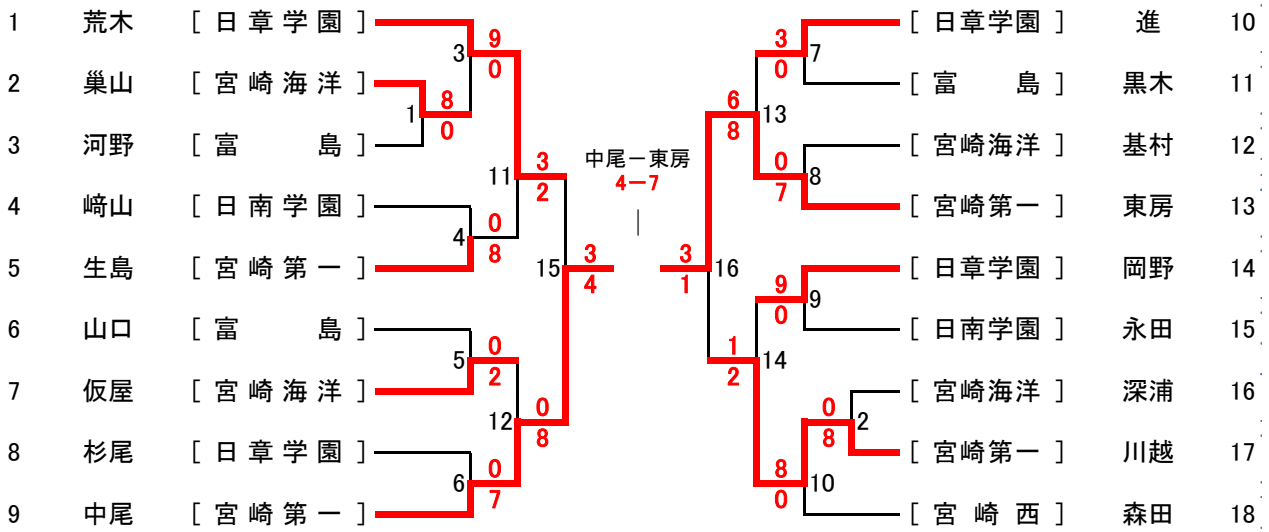 1 荒木 [ 日 章 学 園 ]
2 巣山 [ 宮 崎 海 洋 ]
3 河野 [ 富 島 ]
4 﨑山 [ 日 南 学 園 ]
5 生島 [ 宮 崎 第 一 ]
6 山口 [ 富 島 ]
7 仮屋 [ 宮 崎 海 洋 ]
8 杉尾 [ 日 章 学 園 ]
9 中尾 [ 宮 崎 第 一 ]
3 9
0
1 8
0
11 3
2
4 0
8
15 3
4
5 0
2
12 0
8
6 0
7
中尾－東房
4－7
3 7
0
6 13
8
0 8
7
3 16
1
9 9
0
1 14
2
0 2
8
8 10
0
[ 日章学園 ] 進 10
[ 富 島 ] 黒木 11
[ 宮崎海洋 ] 基村 12
[ 宮崎第一 ] 東房 13
[ 日章学園 ] 岡野 14
[ 日南学園 ] 永田 15
[ 宮崎海洋 ] 深浦 16
[ 宮崎第一 ] 川越 17
[ 宮 崎 西 ] 森田 18